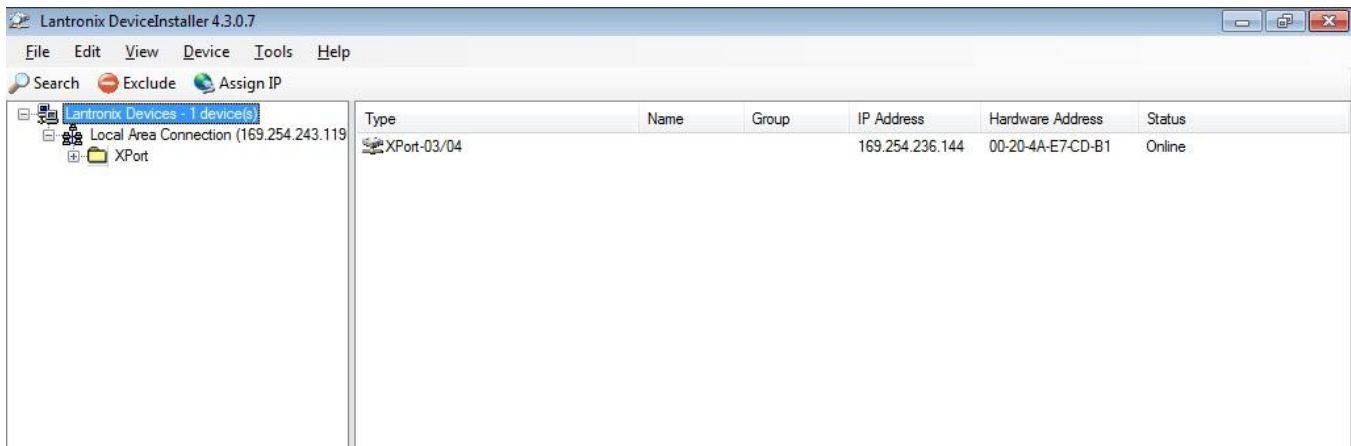 Lantronix DeviceInstaller 4.3.0.7
File Edit View Device Tools Help
Search Exclude Assign IP
Lantronix Devices - 1 device(s)
Local Area Connection (169.254.243.119
XPort
Type Name Group IP Address Hardware Address Status
XPort-03/04 169.254.236.144 00-20-4A-E7-CD-B1 Online